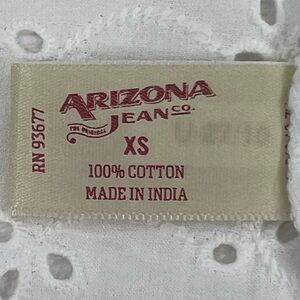 ARIZONA
THE ORIGINAL JEAN CO.
XS
100% COTTON
MADE IN INDIA
RN 93677